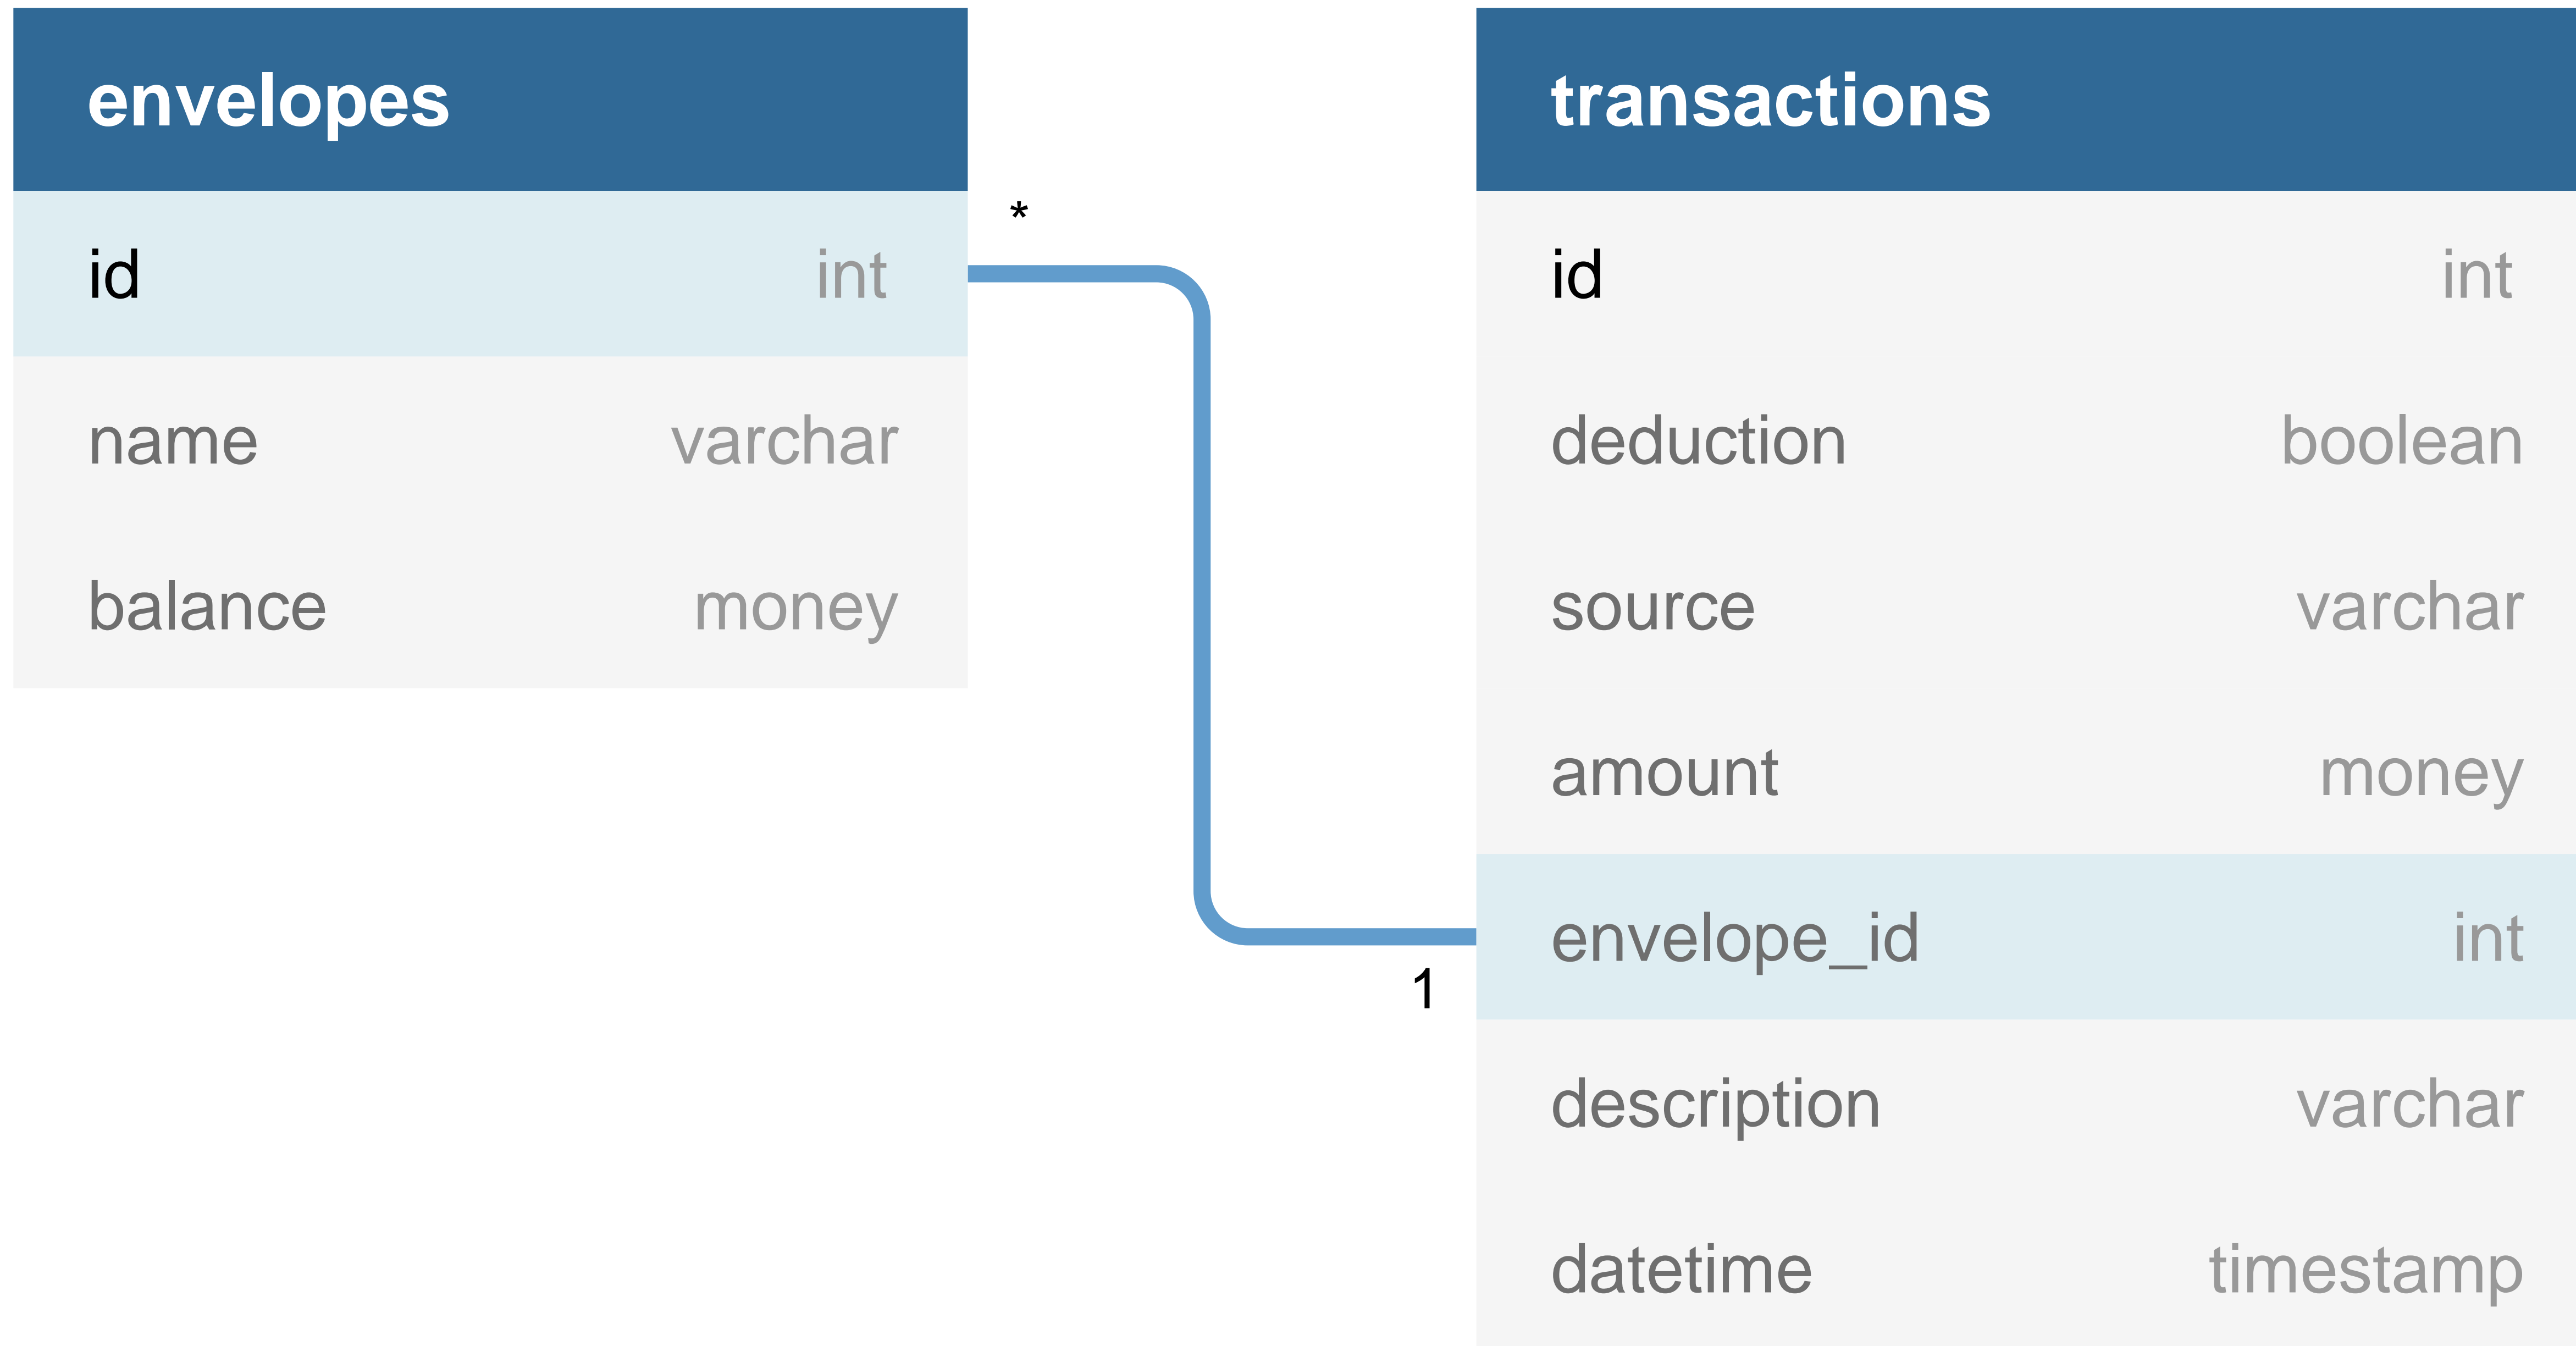 envelopes
id int
name varchar
balance money
*
1
transactions
id int
deduction boolean
source varchar
amount money
envelope_id int
description varchar
datetime timestamp